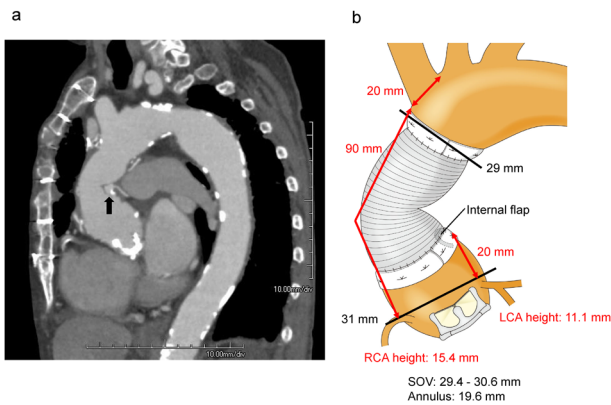 a
10.00mm/div
10.00mm/div
b
20 mm
90 mm
29 mm
Internal flap
20 mm
31 mm
LCA height: 11.1 mm
RCA height: 15.4 mm
SOV: 29.4 - 30.6 mm
Annulus: 19.6 mm